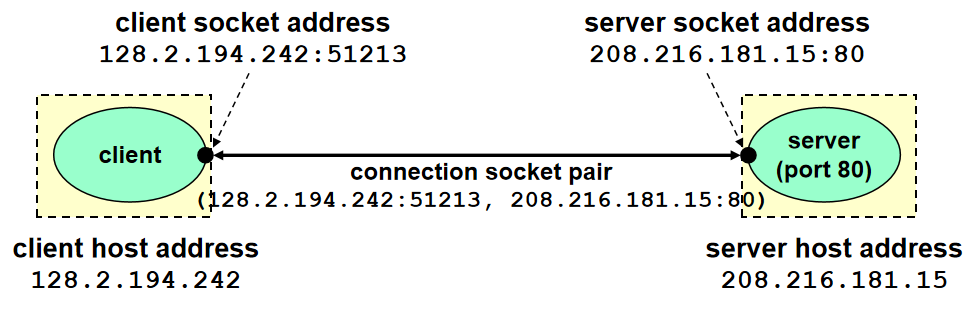 client socket address
128.2.194.242:51213
server socket address
208.216.181.15:80
client
server
(port 80)
connection socket pair
(128.2.194.242:51213, 208.216.181.15:80)
client host address
128.2.194.242
server host address
208.216.181.15